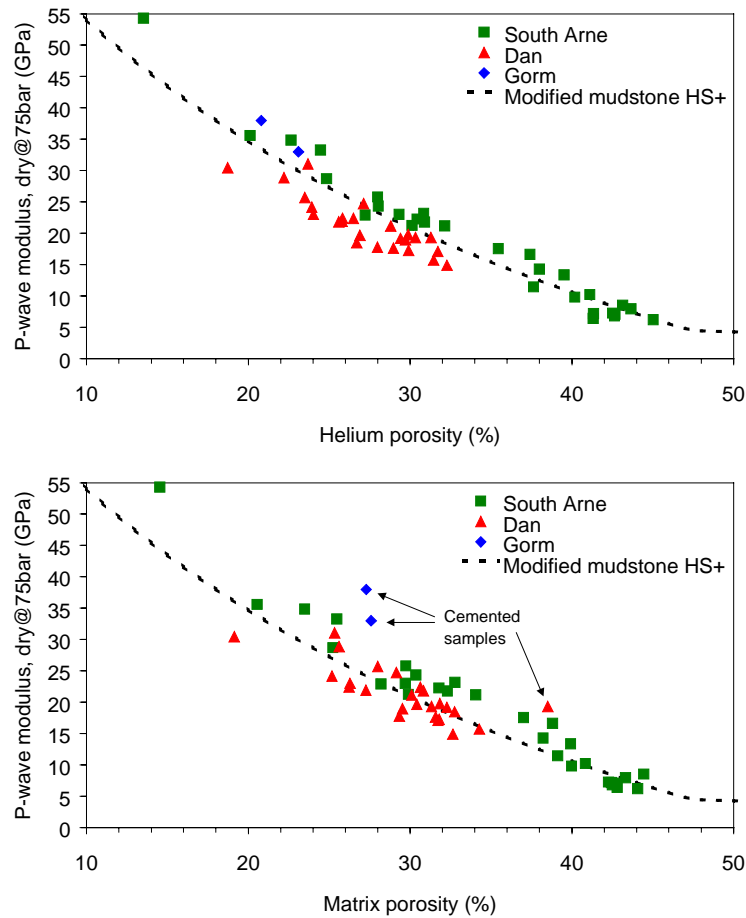 55
50
45
40
35
30
25
20
15
10
5
0
P-wave modulus, dry@75bar (GPa)
South Arne
Dan
Gorm
Modified mudstone HS+
10 20 30 40 50
Helium porosity (%)
55
50
45
40
35
30
25
20
15
10
5
0
P-wave modulus, dry@75bar (GPa)
South Arne
Dan
Gorm
Modified mudstone HS+
Cemented
samples
10 20 30 40 50
Matrix porosity (%)